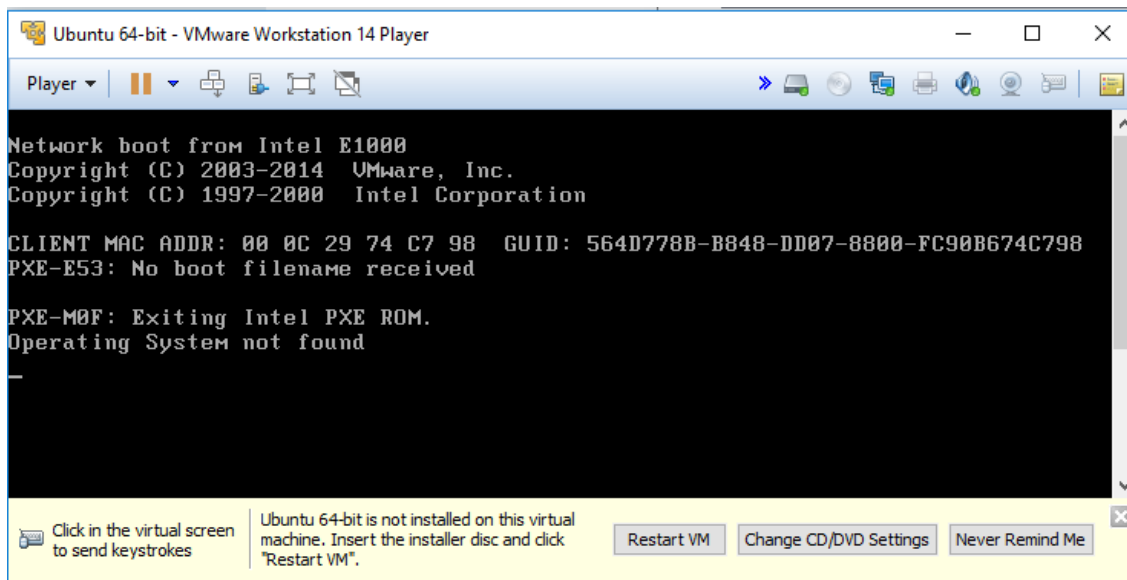 Ubuntu 64-bit - VMware Workstation 14 Player
Player
Network boot from Intel E1000
Copyright (C) 2003-2014  VMware, Inc.
Copyright (C) 1997-2000  Intel Corporation
CLIENT MAC ADDR: 00 0C 29 74 C7 98  GUID: 564D778B-B848-DD07-8800-FC90B674C798
PXE-E53: No boot filename received
PXE-M0F: Exiting Intel PXE ROM.
Operating System not found
Click in the virtual screen
to send keystrokes
Ubuntu 64-bit is not installed on this virtual
machine. Insert the installer disc and click
"Restart VM".
Restart VM
Change CD/DVD Settings
Never Remind Me